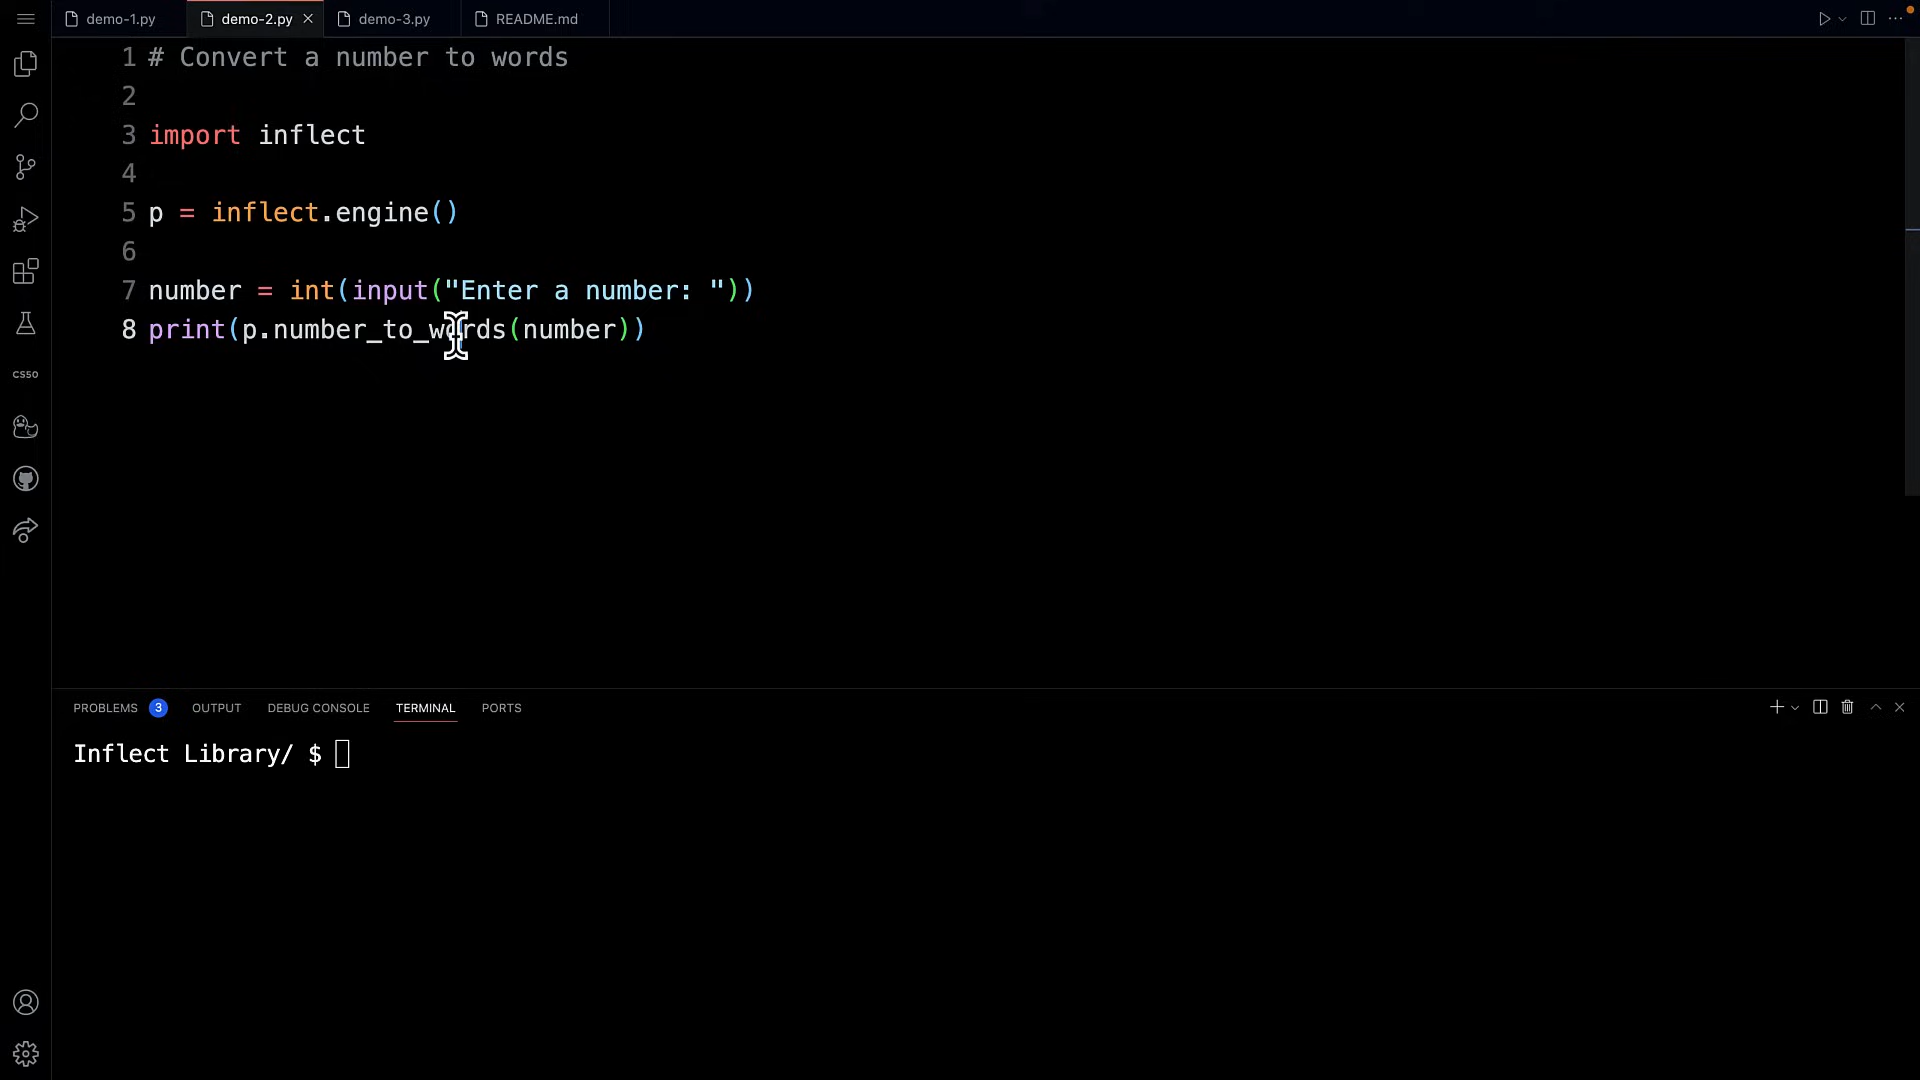 demo-1.py demo-2.py demo-3.py README.md
1 # Convert a number to words
2
3 import inflect
4
5 p = inflect.engine()
6
7 number = int(input("Enter a number: "))
8 print(p.number_to_words(number))
CS50
PROBLEMS 3 OUTPUT DEBUG CONSOLE TERMINAL PORTS
Inflect Library/ $